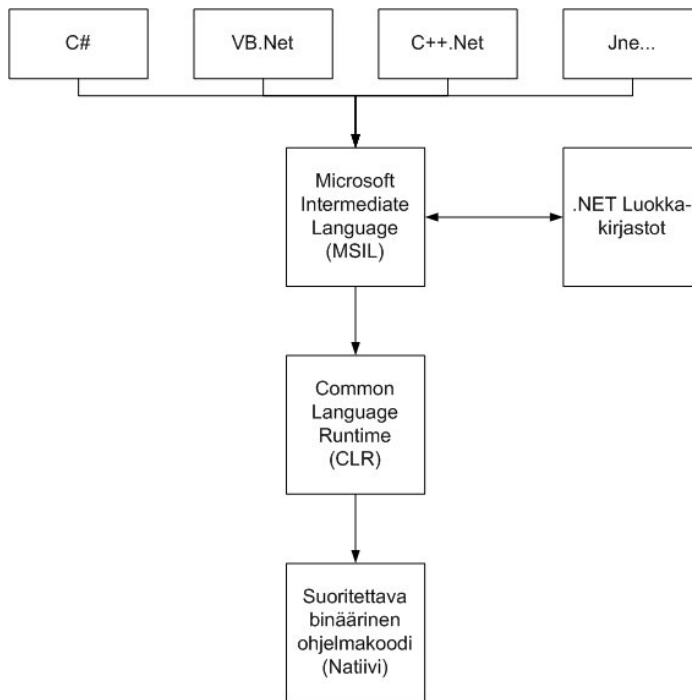 C#
VB.Net
C++.Net
Jne...
Microsoft
Intermediate
Language
(MSIL)
.NET Luokka-
kirjastot
Common
Language
Runtime
(CLR)
Suoritettava
binäärinen
ohjelmakoodi
(Natiivi)